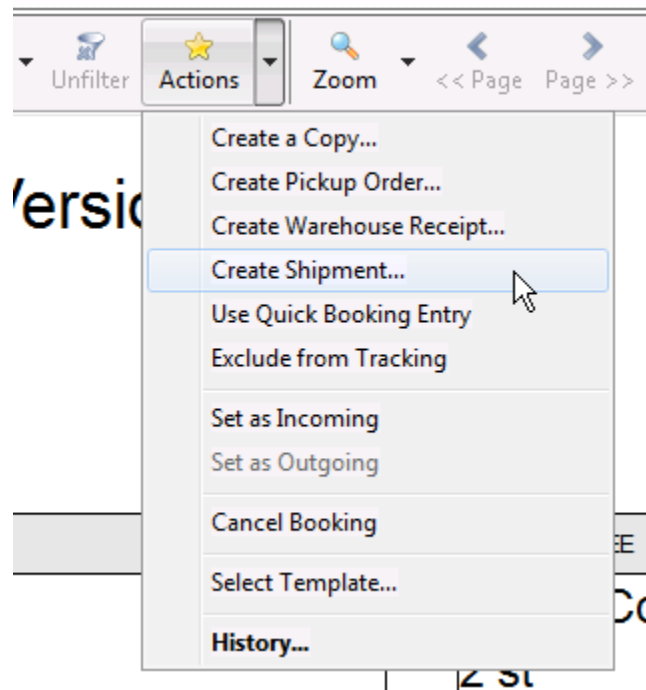 Unfilter Actions Zoom << Page Page >>
Create a Copy...
Create Pickup Order...
Create Warehouse Receipt...
Create Shipment...
Use Quick Booking Entry
Exclude from Tracking
Set as Incoming
Set as Outgoing
Cancel Booking
Select Template...
History...